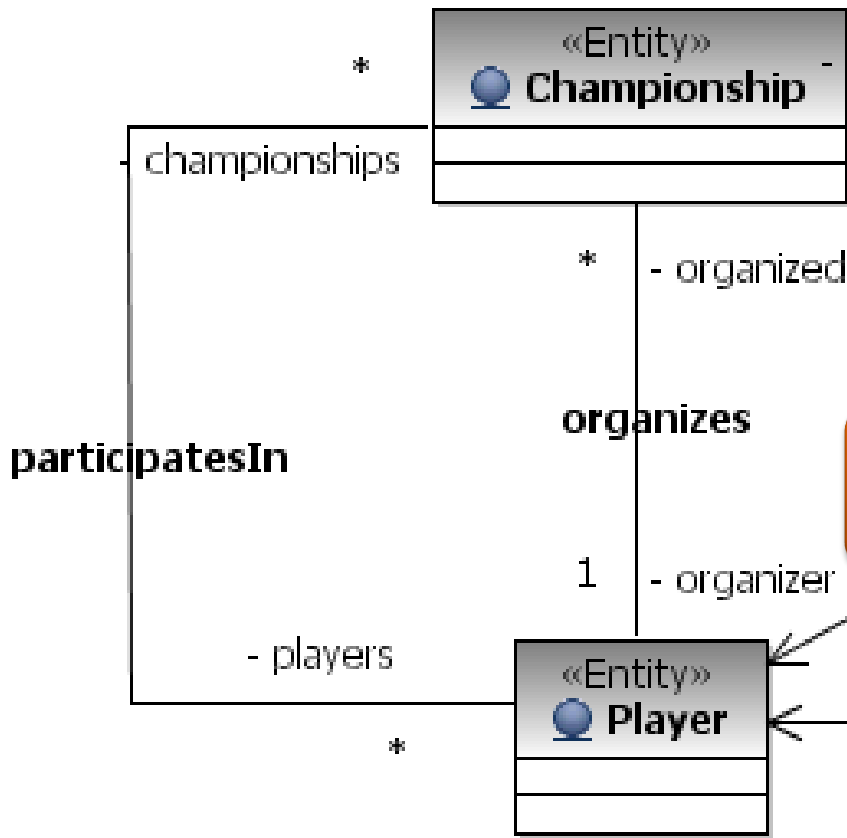 «Entity»
Championship
-
*
-
championships
*
- organized
organizes
participatesIn
1
- organizer
- players
*
«Entity»
Player